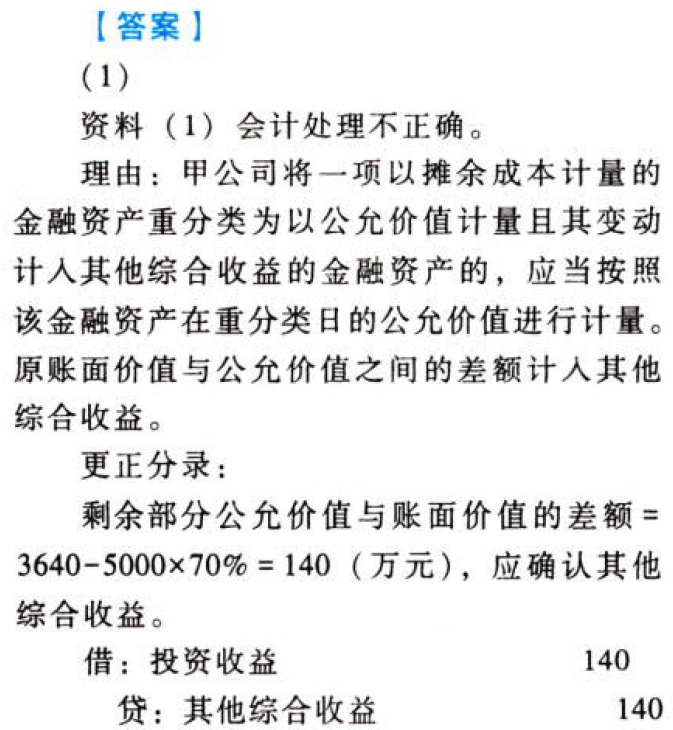 【答案】
(1)
资料（1）会计处理不正确。
理由：甲公司将一项以摊余成本计量的
金融资产重分类为以公允价值计量且其变动
计入其他综合收益的金融资产的，应当按照
该金融资产在重分类日的公允价值进行计量。
原账面价值与公允价值之间的差额计入其他
综合收益。
更正分录：
剩余部分公允价值与账面价值的差额=
3640-5000×70%=140（万元），应确认其他
综合收益。
借：投资收益 140
贷：其他综合收益 140